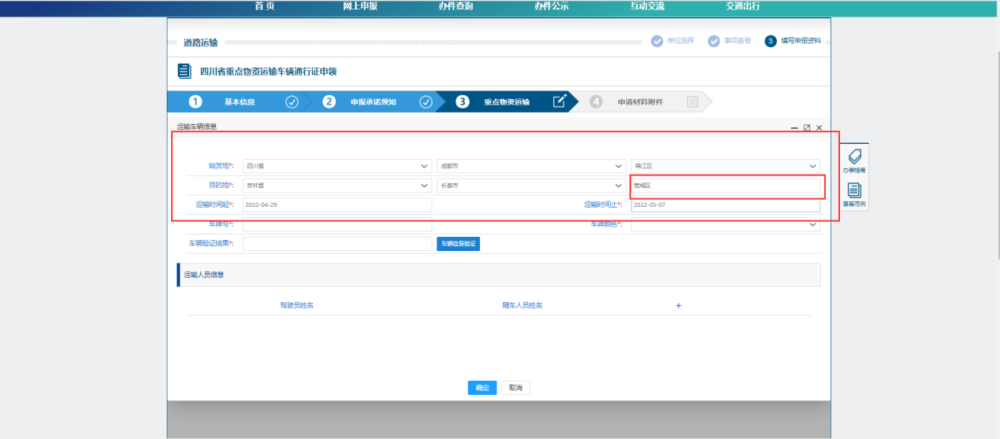 首 页 网上申报 办件查询 办件公示 互动交流 交通出行
道路运输 单位选择 事项查看 3 填写申报资料
四川省重点物资运输车辆通行证申领
1 基本信息 2 申报承诺须知 3 重点物资运输 4 申请材料附件
运输车辆信息
始发地*: 四川省 成都市 锦江区
目的地*: 吉林省 长春市 宽城区
运输时间起*: 2022-04-29 运输时间止*: 2022-05-07
车牌号*: 车牌颜色*:
车辆验证结果*: 车辆信息验证
运输人员信息
驾驶员姓名 随车人员姓名 +
确定 取消
办事指南
查看范例